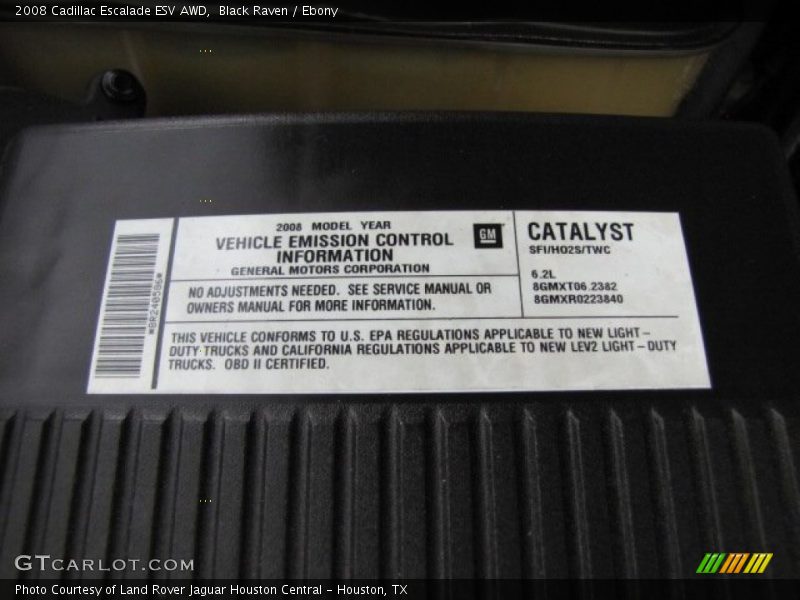 2008 Cadillac Escalade ESV AWD,  Black Raven / Ebony
2008 MODEL YEAR
VEHICLE EMISSION CONTROL
INFORMATION
GENERAL MOTORS CORPORATION
GM
NO ADJUSTMENTS NEEDED. SEE SERVICE MANUAL OR
OWNERS MANUAL FOR MORE INFORMATION.
CATALYST
SFI/HO2S/TWC
6.2L
8GMXT06.2382
8GMXR0223840
THIS VEHICLE CONFORMS TO U.S. EPA REGULATIONS APPLICABLE TO NEW LIGHT-
DUTY TRUCKS AND CALIFORNIA REGULATIONS APPLICABLE TO NEW LEV2 LIGHT-DUTY
TRUCKS. OBD II CERTIFIED.
GTCARLOT.COM
Photo Courtesy of Land Rover Jaguar Houston Central - Houston, TX